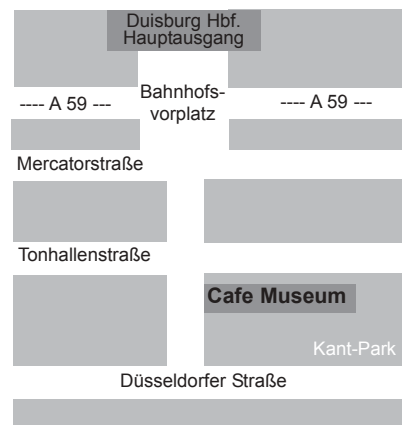 Duisburg Hbf.
Hauptausgang
---- A 59 ---
Bahnhofs-
vorplatz
---- A 59 ---
Mercatorstraße
Tonhallenstraße
Cafe Museum
Kant-Park
Düsseldorfer Straße